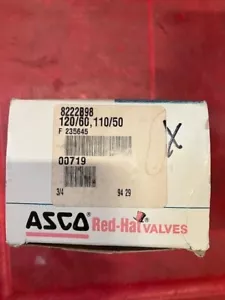 8222B98
120/60,110/50
F 235645
00719
3/4 94 29
X
ASCO Red-Hat VALVES